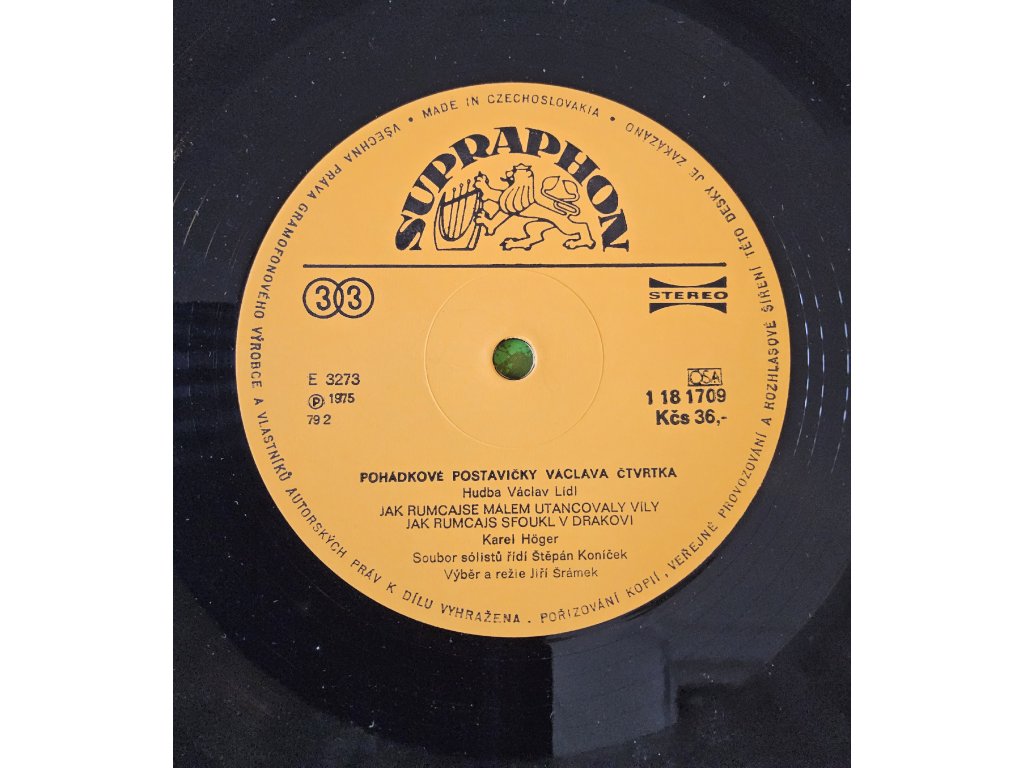 VŠECHNA PRÁVA GRAMOFONOVÉHO VÝROBCE A VLASTNÍKŮ AUTORSKÝCH PRÁV K DÍLU VYHRAŽENA . POŘIZOVÁNÍ KOPIÍ, VEŘEJNÉ PROVOZOVÁNÍ A ROZHLASOVÉ ŠÍŘENÍ TÉTO DESKY JE ZAKÁZÁNO • MADE IN CZECHOSLOVAKIA •
SUPRAPHON
33
STEREO
E 3273
Ⓟ 1975
79 2
OSA
1 18 1709
Kčs 36,-
POHÁDKOVÉ POSTAVIČKY VÁCLAVA ČTVRTKA
Hudba Václav Lídl
JAK RUMCAJSE MÁLEM UTANCOVALY VÍLY
JAK RUMCAJS SFOUKL V DRAKOVI
Karel Höger
Soubor sólistů řídí Štěpán Koníček
Výběr a režie Jiří Šrámek